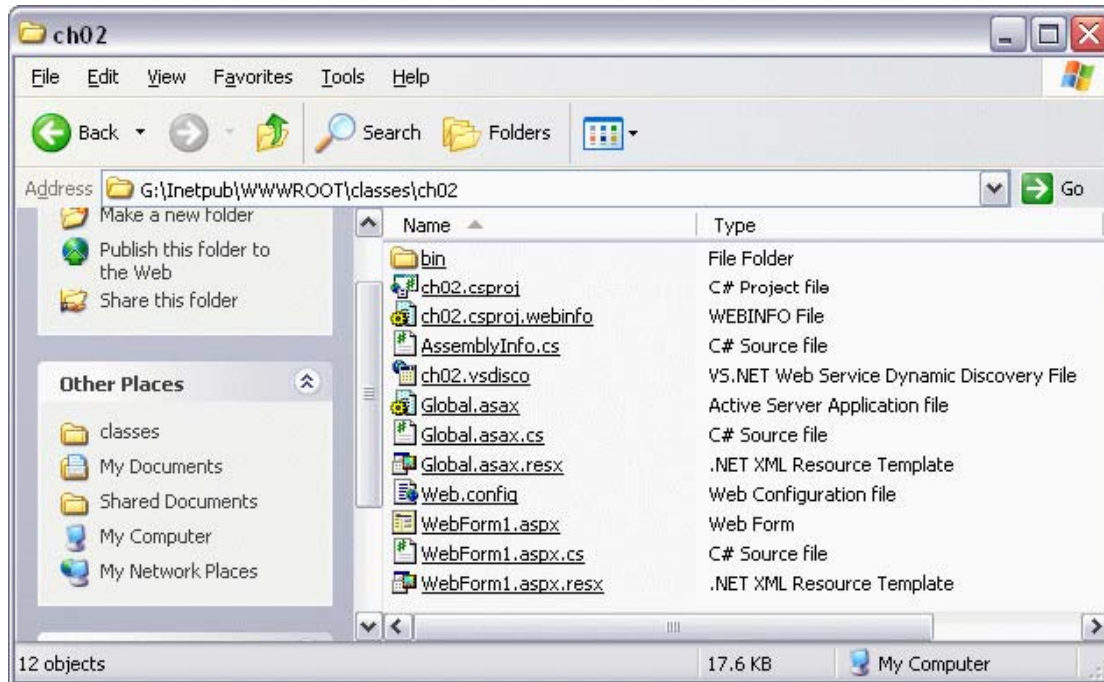 ch02
File Edit View Favorites Tools Help
Back Search Folders
Address G:\Inetpub\WWWROOT\classes\ch02 Go
Make a new folder
Publish this folder to
the Web
Share this folder
Other Places
classes
My Documents
Shared Documents
My Computer
My Network Places
Name Type
bin File Folder
ch02.csproj C# Project file
ch02.csproj.webinfo WEBINFO File
AssemblyInfo.cs C# Source file
ch02.vsdisco VS.NET Web Service Dynamic Discovery File
Global.asax Active Server Application file
Global.asax.cs C# Source file
Global.asax.resx .NET XML Resource Template
Web.config Web Configuration file
WebForm1.aspx Web Form
WebForm1.aspx.cs C# Source file
WebForm1.aspx.resx .NET XML Resource Template
12 objects 17.6 KB My Computer